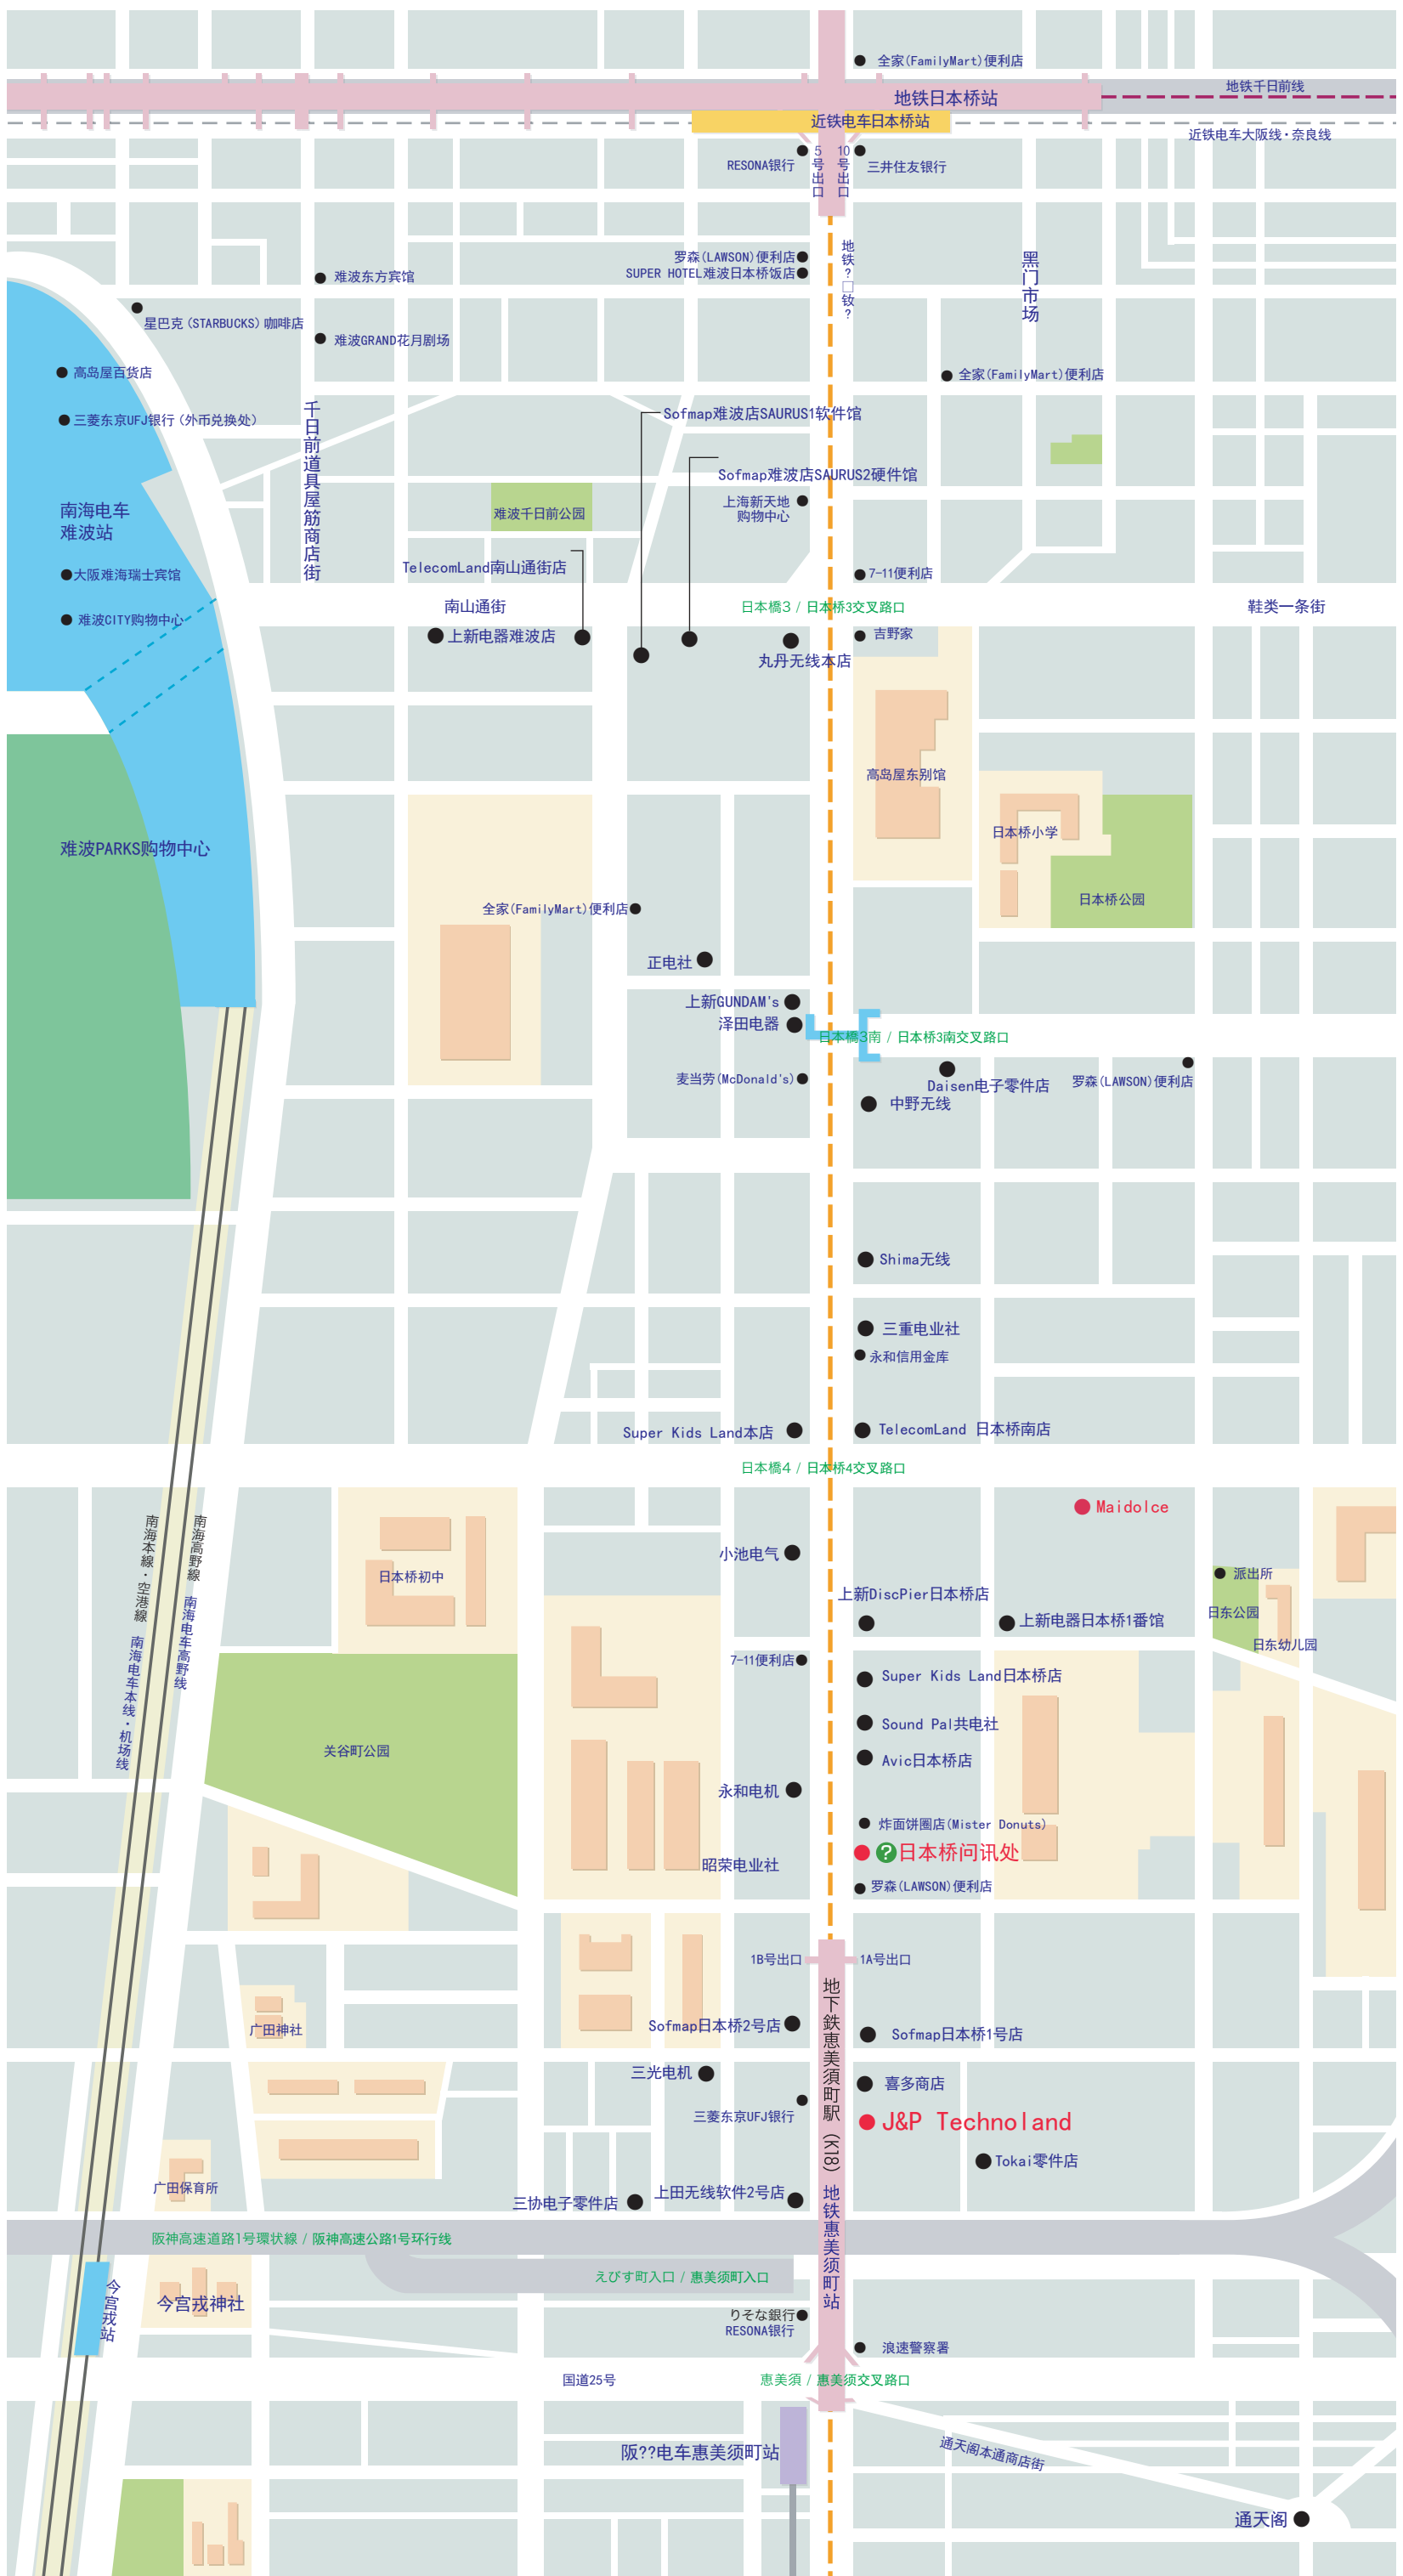 全家(FamilyMart)便利店
地铁千日前线
地铁日本桥站
近铁电车日本桥站
近铁电车大阪线・奈良线
RESONA银行
5号出口
10号出口
三井住友银行
罗森(LAWSON)便利店
SUPER HOTEL难波日本桥饭店
地铁?□钕?
黑门市场
难波东方宾馆
星巴克(STARBUCKS)咖啡店
难波GRAND花月剧场
高岛屋百货店
全家(FamilyMart)便利店
三菱东京UFJ银行(外币兑换处)
千日前道具屋筋商店街
Sofmap难波店SAURUS1软件馆
Sofmap难波店SAURUS2硬件馆
上海新天地
购物中心
南海电车
难波站
难波千日前公园
TelecomLand南山通街店
大阪难海瑞士宾馆
7-11便利店
南山通街
日本橋3 / 日本桥3交叉路口
鞋类一条街
难波CITY购物中心
上新电器难波店
吉野家
丸丹无线本店
高岛屋东别馆
日本桥小学
难波PARKS购物中心
日本桥公园
全家(FamilyMart)便利店
正电社
上新GUNDAM's
泽田电器
日本橋3南 / 日本桥3南交叉路口
麦当劳(McDonald's)
Daisen电子零件店
罗森(LAWSON)便利店
中野无线
Shima无线
三重电业社
永和信用金库
Super Kids Land本店
TelecomLand 日本桥南店
日本橋4 / 日本桥4交叉路口
Maidolce
南海本線・空港線 南海电车本线・机场线
南海高野線 南海电车高野线
小池电气
日本桥初中
派出所
上新DiscPier日本桥店
日东公园
上新电器日本桥1番馆
日东幼儿园
7-11便利店
Super Kids Land日本桥店
Sound Pal共电社
关谷町公园
Avic日本桥店
永和电机
炸面饼圈店(Mister Donuts)
?日本桥问讯处
昭荣电业社
罗森(LAWSON)便利店
1B号出口
1A号出口
地下鉄恵美須町駅(K18) 地铁惠美须町站
广田神社
Sofmap日本桥2号店
Sofmap日本桥1号店
三光电机
喜多商店
三菱东京UFJ银行
J&P Technoland
Tokai零件店
广田保育所
三协电子零件店
上田无线软件2号店
阪神高速道路1号環状線 / 阪神高速公路1号环行线
えびす町入口 / 惠美须町入口
今宫戎站
今宫戎神社
りそな銀行
RESONA银行
浪速警察署
国道25号
恵美須 / 惠美须交叉路口
阪??电车惠美须町站
通天阁本通商店街
通天阁